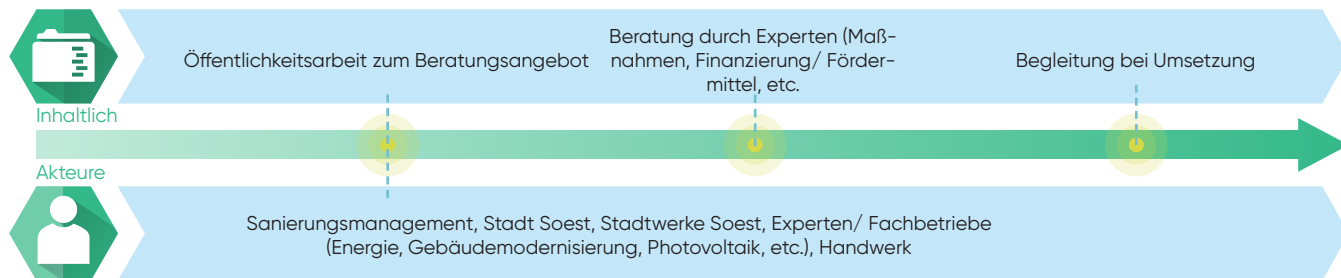 Öffentlichkeitsarbeit zum Beratungsangebot
Beratung durch Experten (Maß-
nahmen, Finanzierung/ Förder-
mittel, etc.
Begleitung bei Umsetzung
Inhaltlich
Akteure
Sanierungsmanagement, Stadt Soest, Stadtwerke Soest, Experten/ Fachbetriebe
(Energie, Gebäudemodernisierung, Photovoltaik, etc.), Handwerk